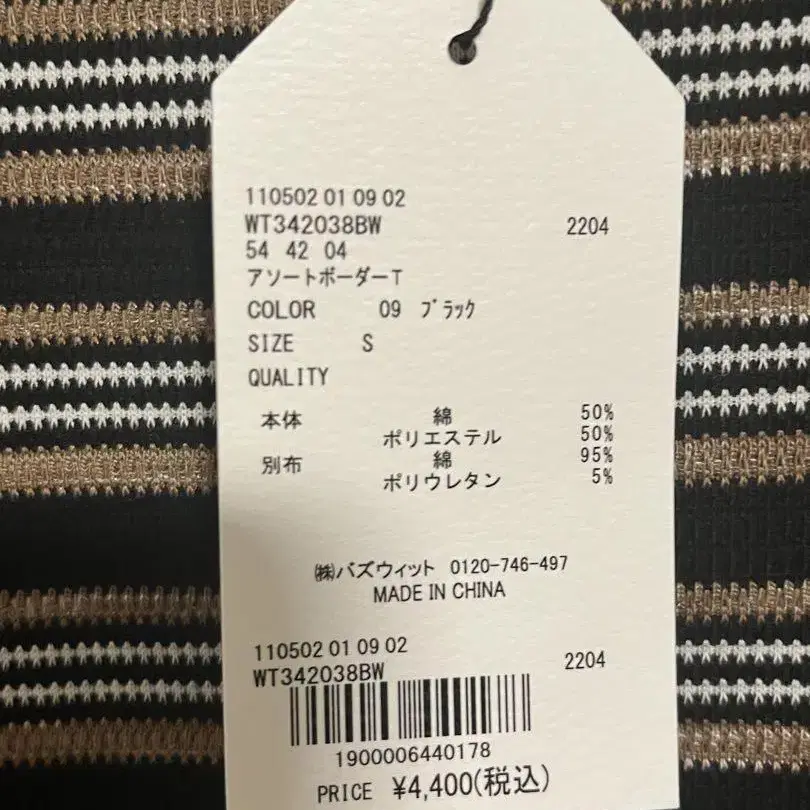 110502 01 09 02
WT342038BW 2204
54 42 04
アソートボーダーT
COLOR 09 ﾌﾞﾗｯｸ
SIZE S
QUALITY
本体 綿 50%
ポリエステル 50%
別布 綿 95%
ポリウレタン 5%
㈱バズウィット 0120-746-497
MADE IN CHINA
110502 01 09 02
WT342038BW 2204
1900006440178
PRICE ¥4,400(税込)